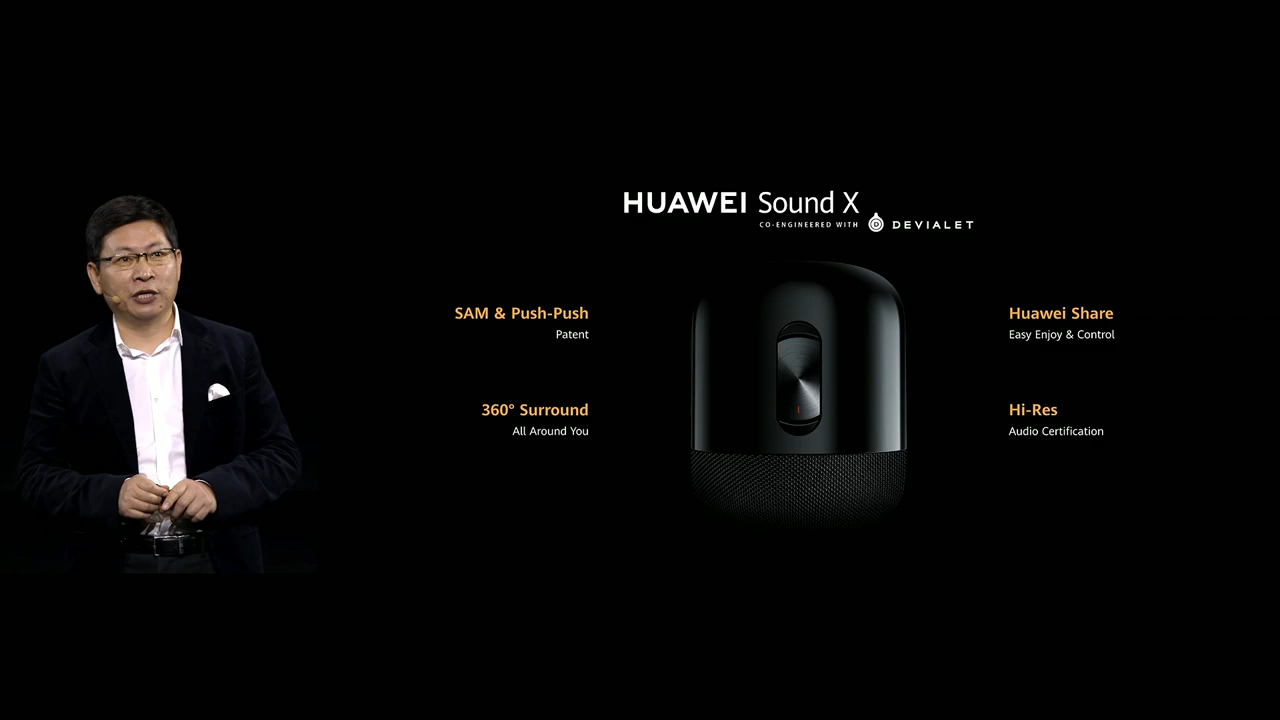 HUAWEI Sound X
CO-ENGINEERED WITH DEVIALET
SAM & Push-Push
Patent
360° Surround
All Around You
Huawei Share
Easy Enjoy & Control
Hi-Res
Audio Certification